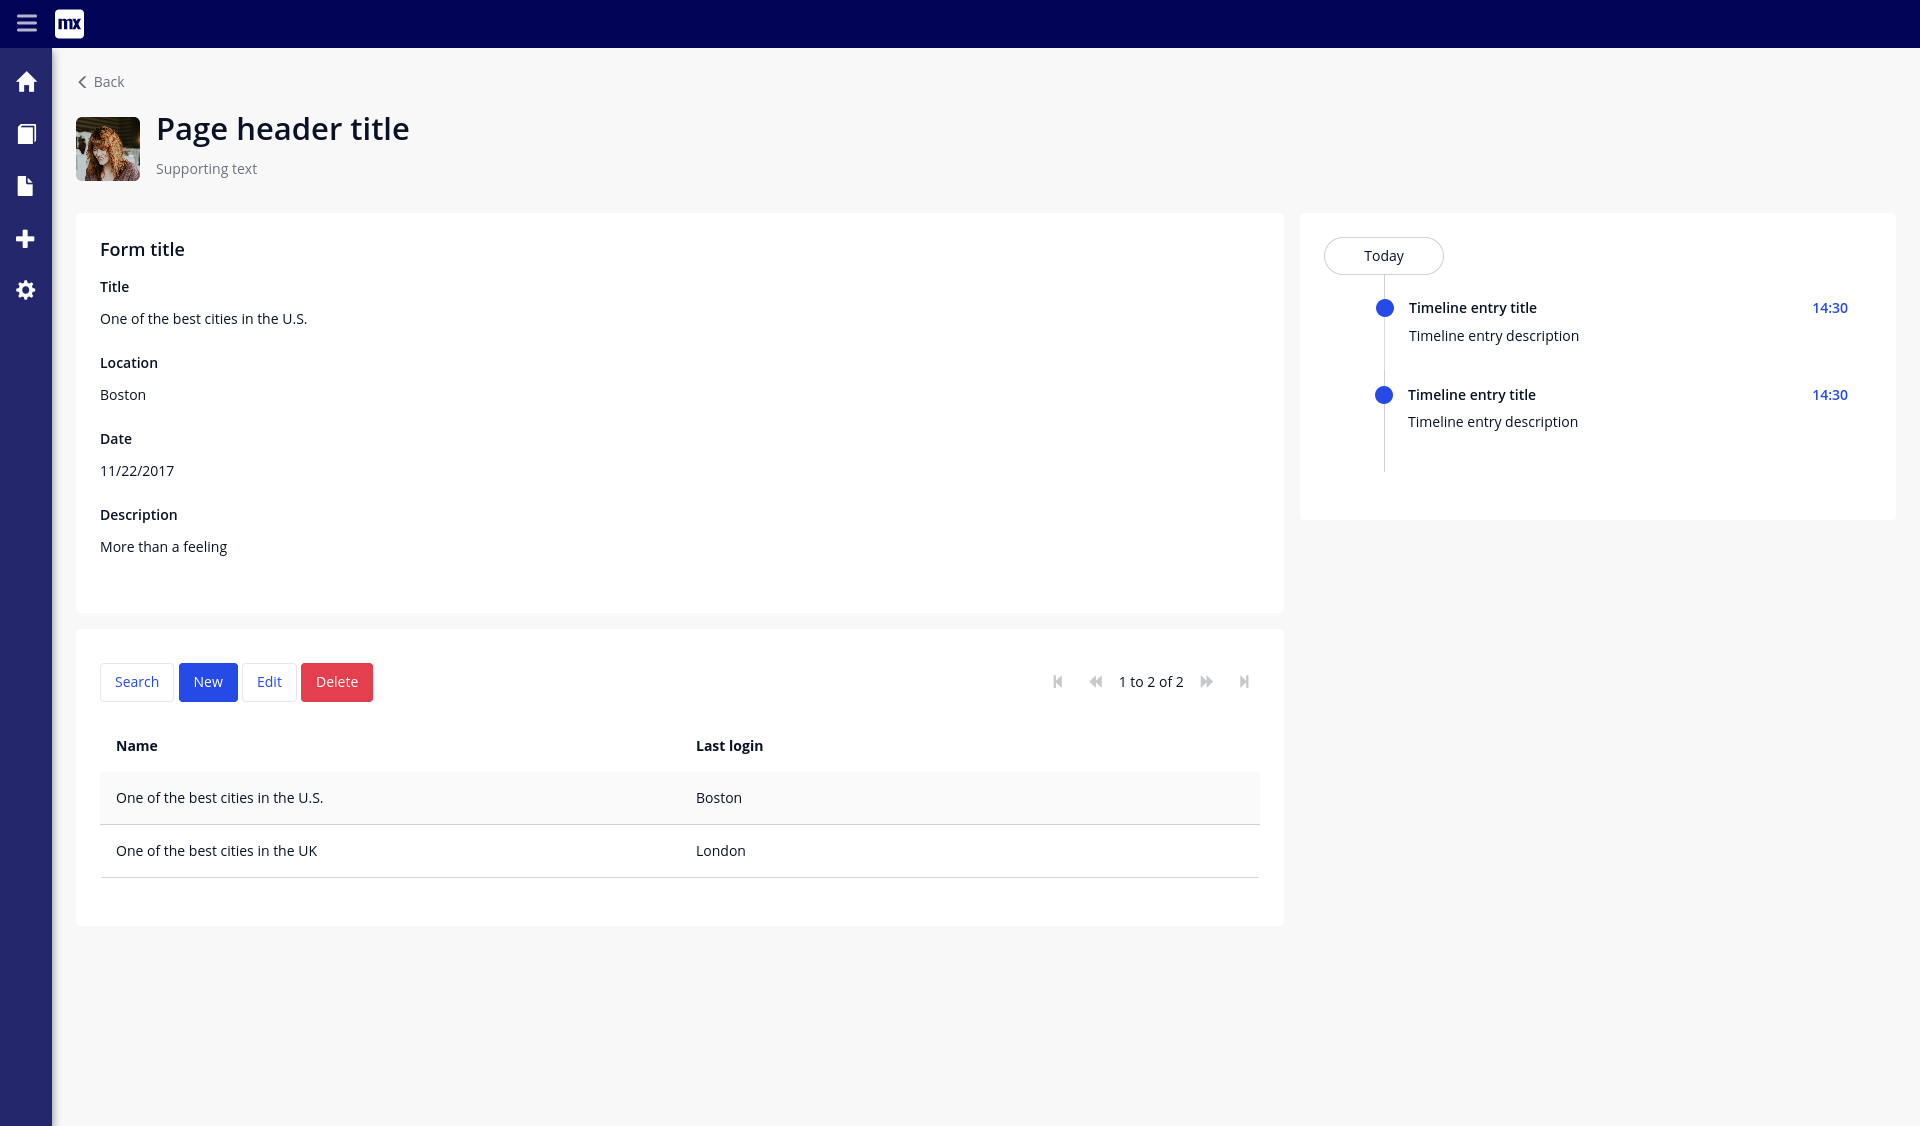 mx
Back
Page header title
Supporting text
Form title
Title
One of the best cities in the U.S.
Location
Boston
Date
11/22/2017
Description
More than a feeling
Today
Timeline entry title 14:30
Timeline entry description
Timeline entry title 14:30
Timeline entry description
Search New Edit Delete 1 to 2 of 2
Name Last login
One of the best cities in the U.S. Boston
One of the best cities in the UK London